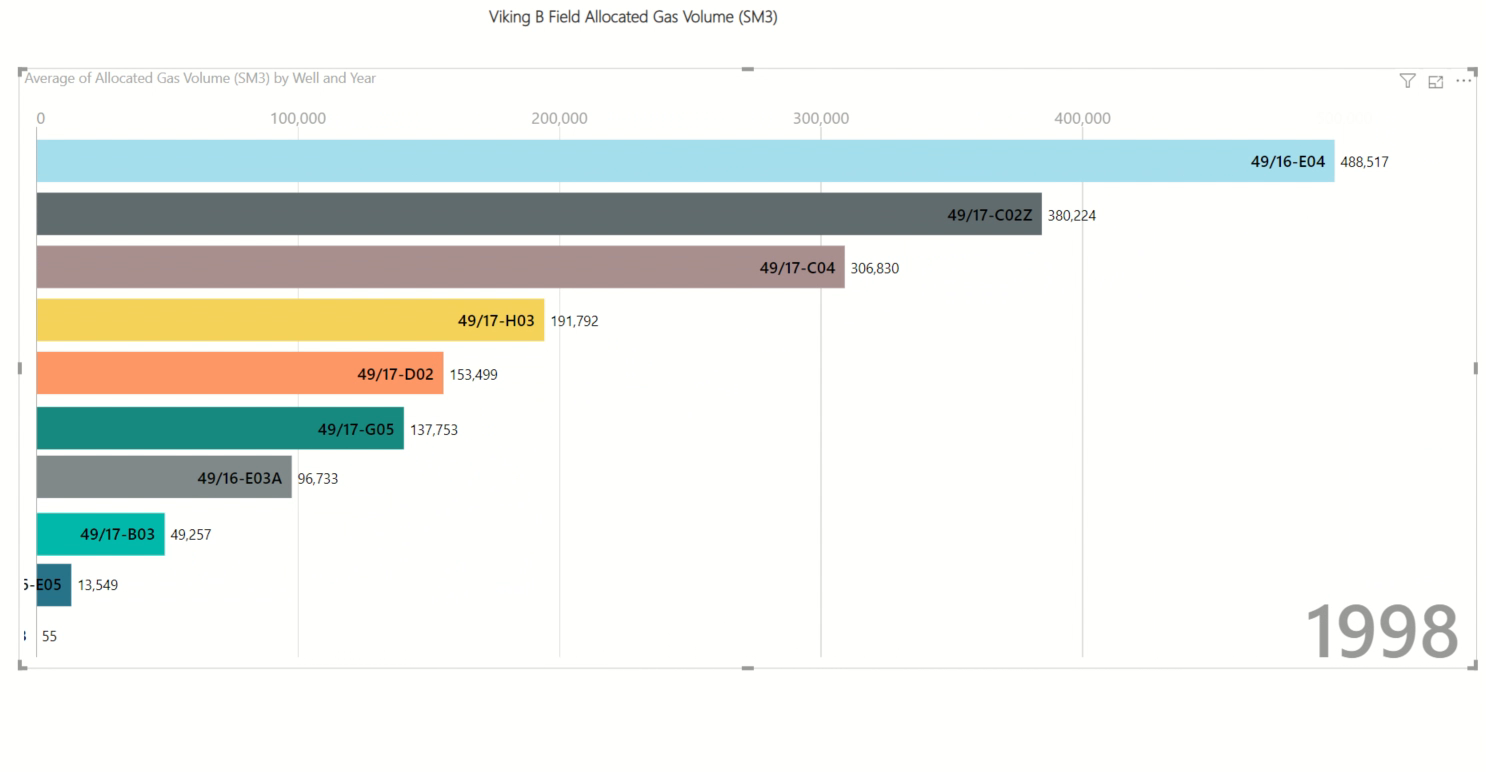 Viking B Field Allocated Gas Volume (SM3)
Average of Allocated Gas Volume (SM3) by Well and Year
0 100,000 200,000 300,000 400,000
49/16-E04 488,517
49/17-C02Z 380,224
49/17-C04 306,830
49/17-H03 191,792
49/17-D02 153,499
49/17-G05 137,753
49/16-E03A 96,733
49/17-B03 49,257
-E05 13,549
55
1998